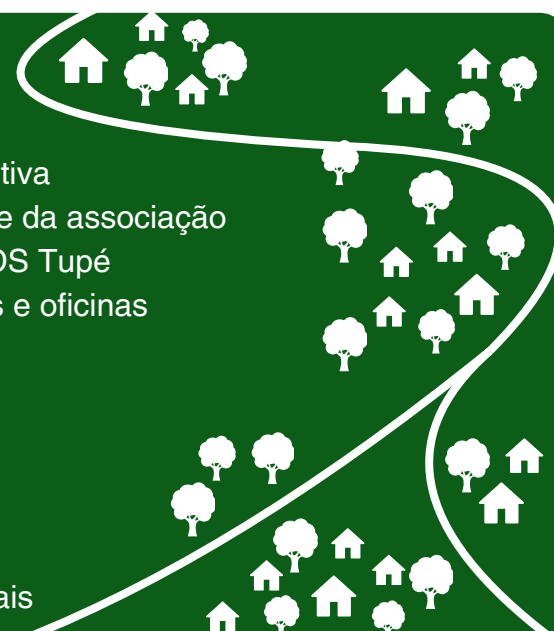 tiva
e da associação
DS Tupé
s e oficinas
ais